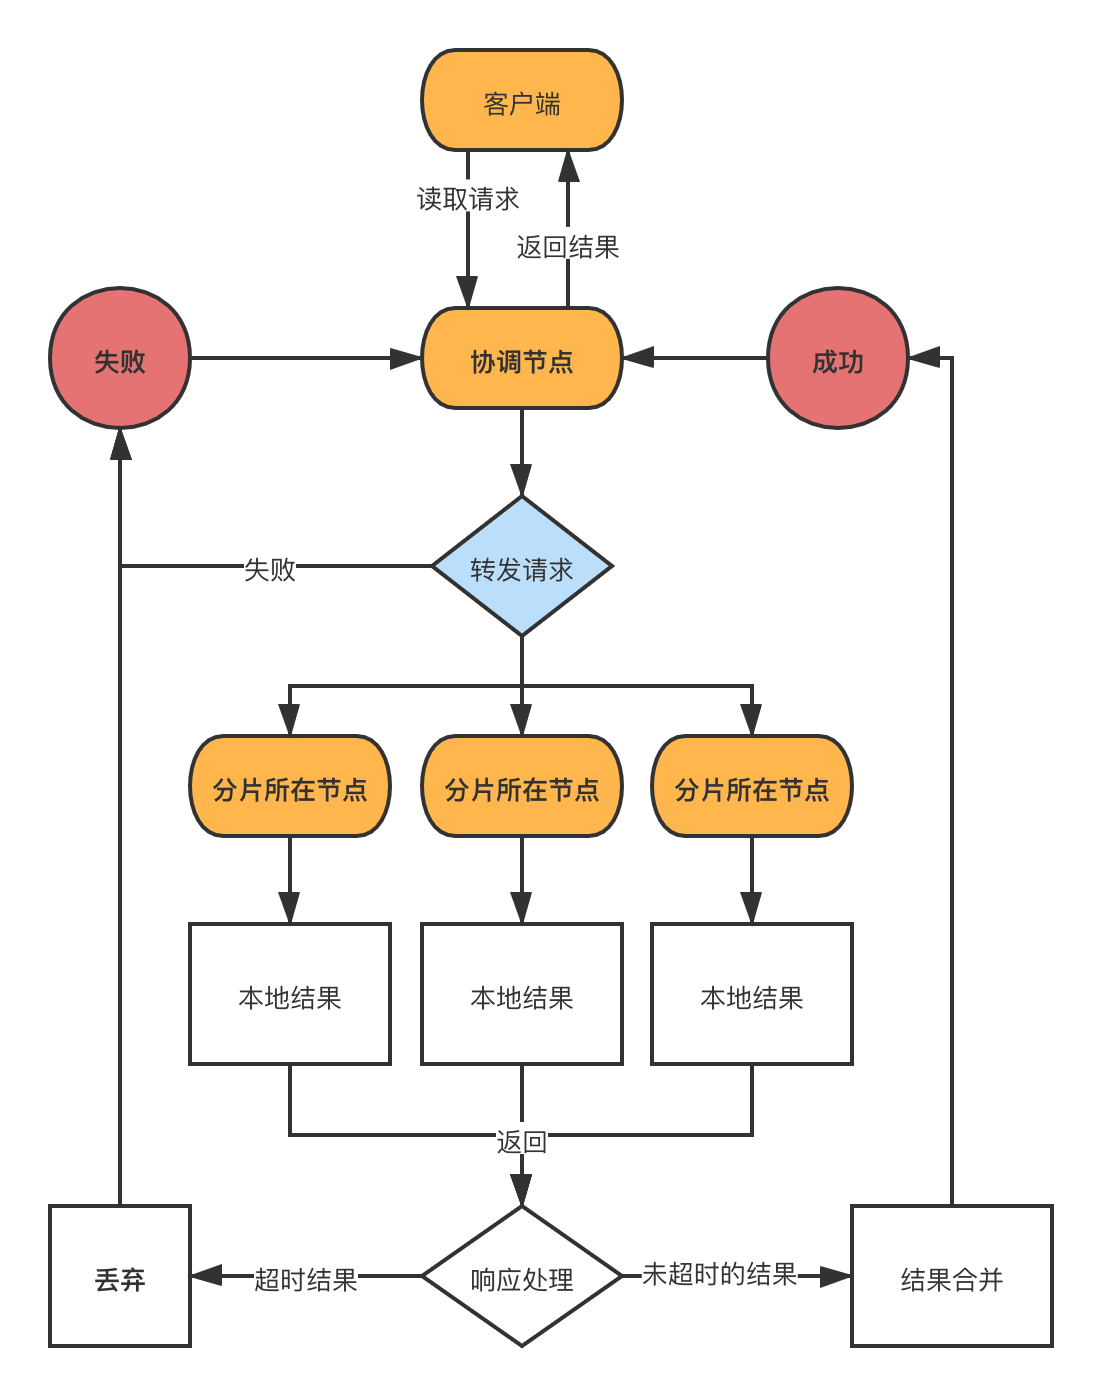 客户端
读取请求
返回结果
失败
协调节点
成功
失败
转发请求
分片所在节点
分片所在节点
分片所在节点
本地结果
本地结果
本地结果
返回
丢弃
超时结果
响应处理
未超时的结果
结果合并